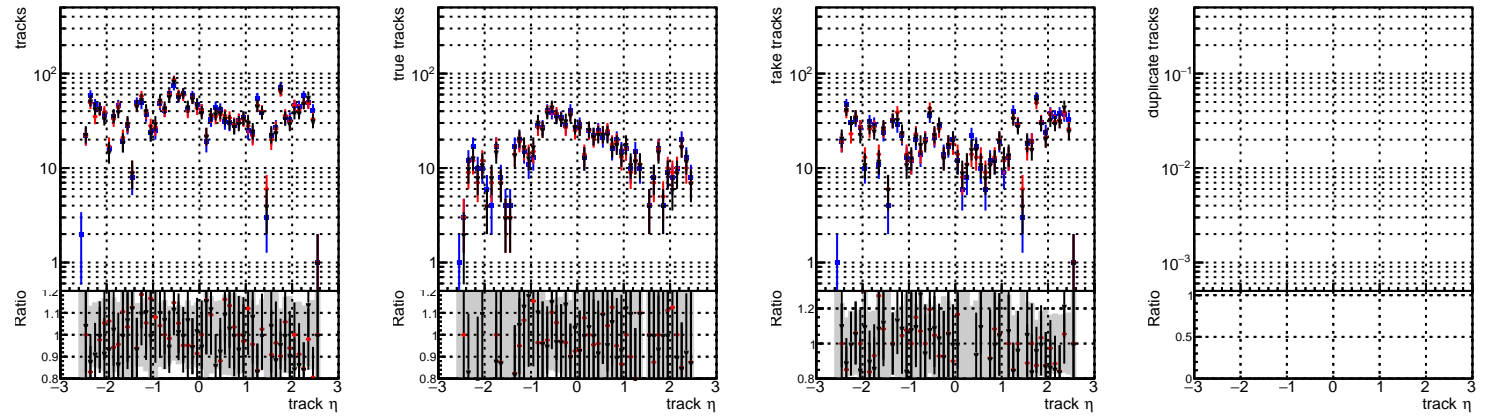 tracks
10²
10
1
Ratio
1.2
1.1
1
0.9
0.8
−3 −2 −1 0 1 2 3
track η
true tracks
10²
10
1
Ratio
1.2
1.1
1
0.9
0.8
−3 −2 −1 0 1 2 3
track η
fake tracks
10²
10
1
Ratio
1.2
1
0.8
−3 −2 −1 0 1 2 3
track η
duplicate tracks
10⁻¹
10⁻²
10⁻³
Ratio
1
0.5
0
−3 −2 −1 0 1 2 3
track η